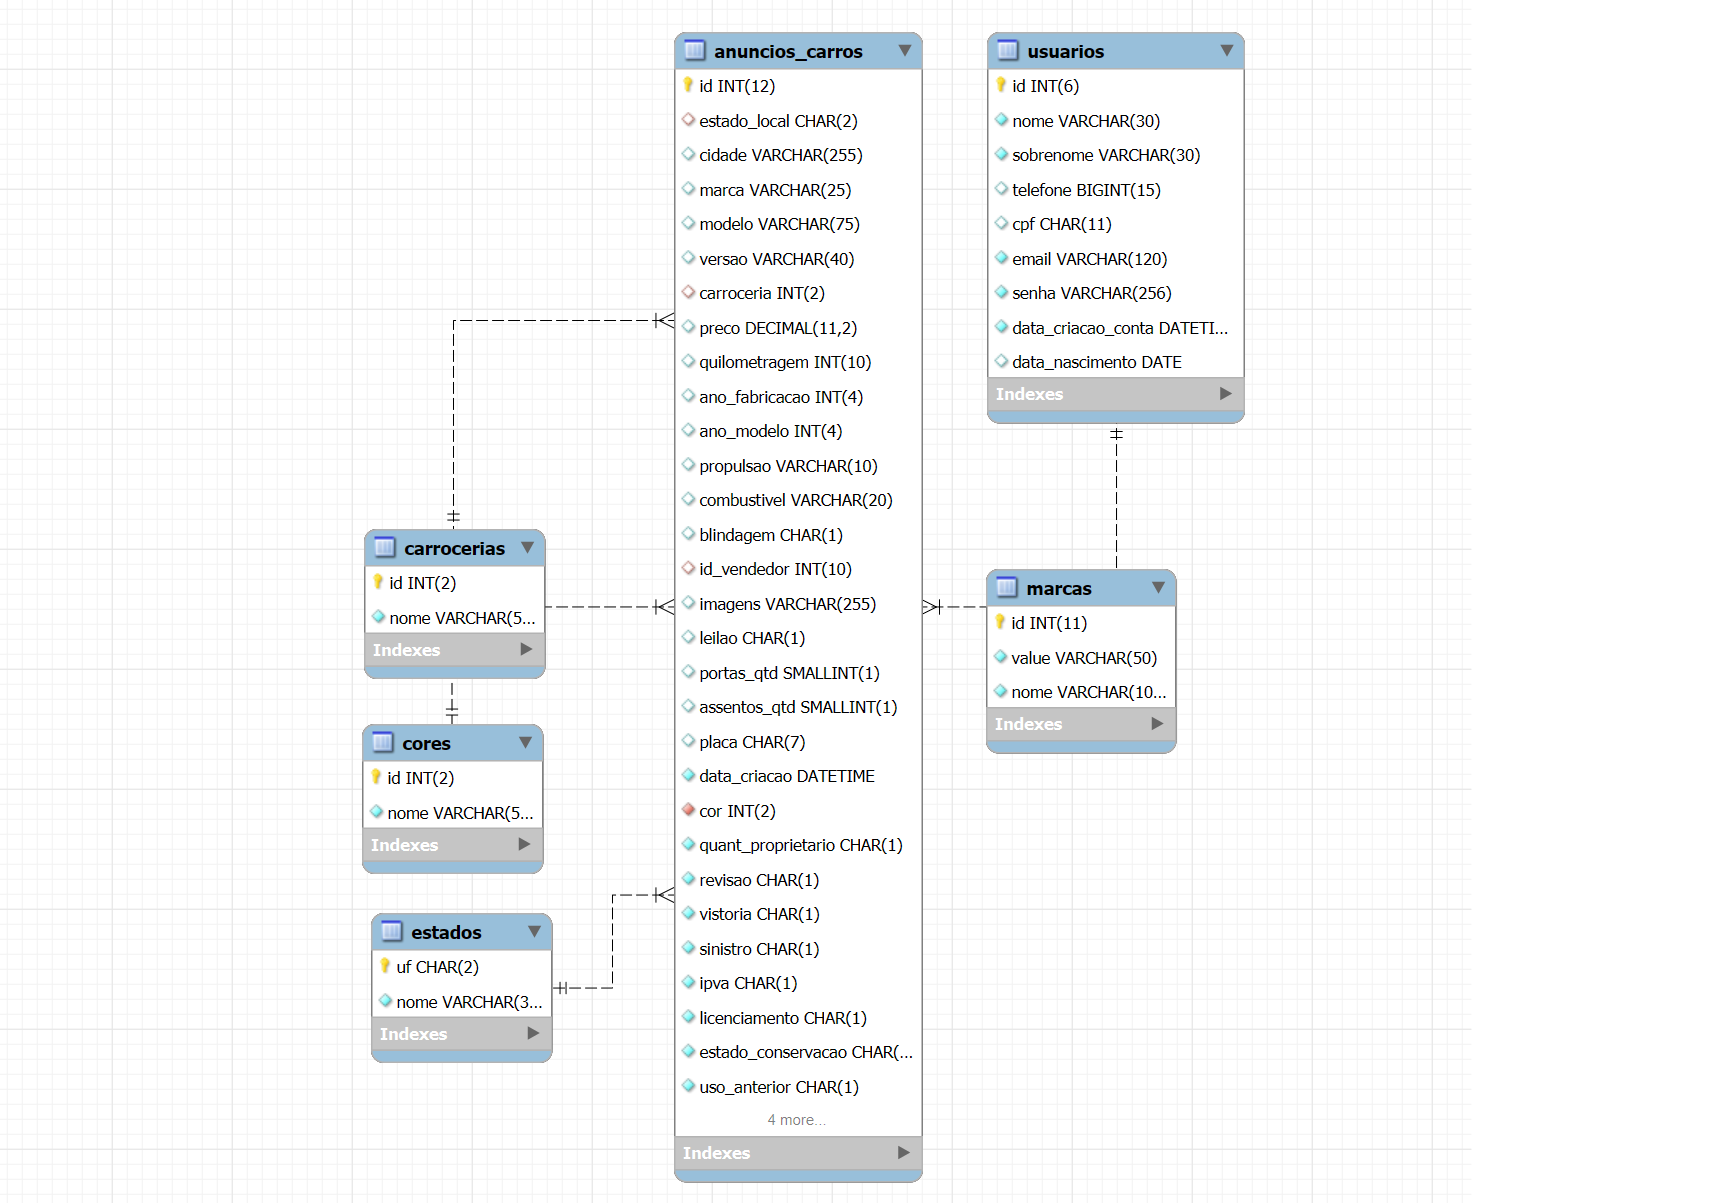 anuncios_carros
id INT(12)
estado_local CHAR(2)
cidade VARCHAR(255)
marca VARCHAR(25)
modelo VARCHAR(75)
versao VARCHAR(40)
carroceria INT(2)
preco DECIMAL(11,2)
quilometragem INT(10)
ano_fabricacao INT(4)
ano_modelo INT(4)
propulsao VARCHAR(10)
combustivel VARCHAR(20)
blindagem CHAR(1)
id_vendedor INT(10)
imagens VARCHAR(255)
leilao CHAR(1)
portas_qtd SMALLINT(1)
assentos_qtd SMALLINT(1)
placa CHAR(7)
data_criacao DATETIME
cor INT(2)
quant_proprietario CHAR(1)
revisao CHAR(1)
vistoria CHAR(1)
sinistro CHAR(1)
ipva CHAR(1)
licenciamento CHAR(1)
estado_conservacao CHAR(...
uso_anterior CHAR(1)
4 more...
Indexes
usuarios
id INT(6)
nome VARCHAR(30)
sobrenome VARCHAR(30)
telefone BIGINT(15)
cpf CHAR(11)
email VARCHAR(120)
senha VARCHAR(256)
data_criacao_conta DATETI...
data_nascimento DATE
Indexes
carrocerias
id INT(2)
nome VARCHAR(5...
Indexes
marcas
id INT(11)
value VARCHAR(50)
nome VARCHAR(10...
Indexes
cores
id INT(2)
nome VARCHAR(5...
Indexes
estados
uf CHAR(2)
nome VARCHAR(3...
Indexes